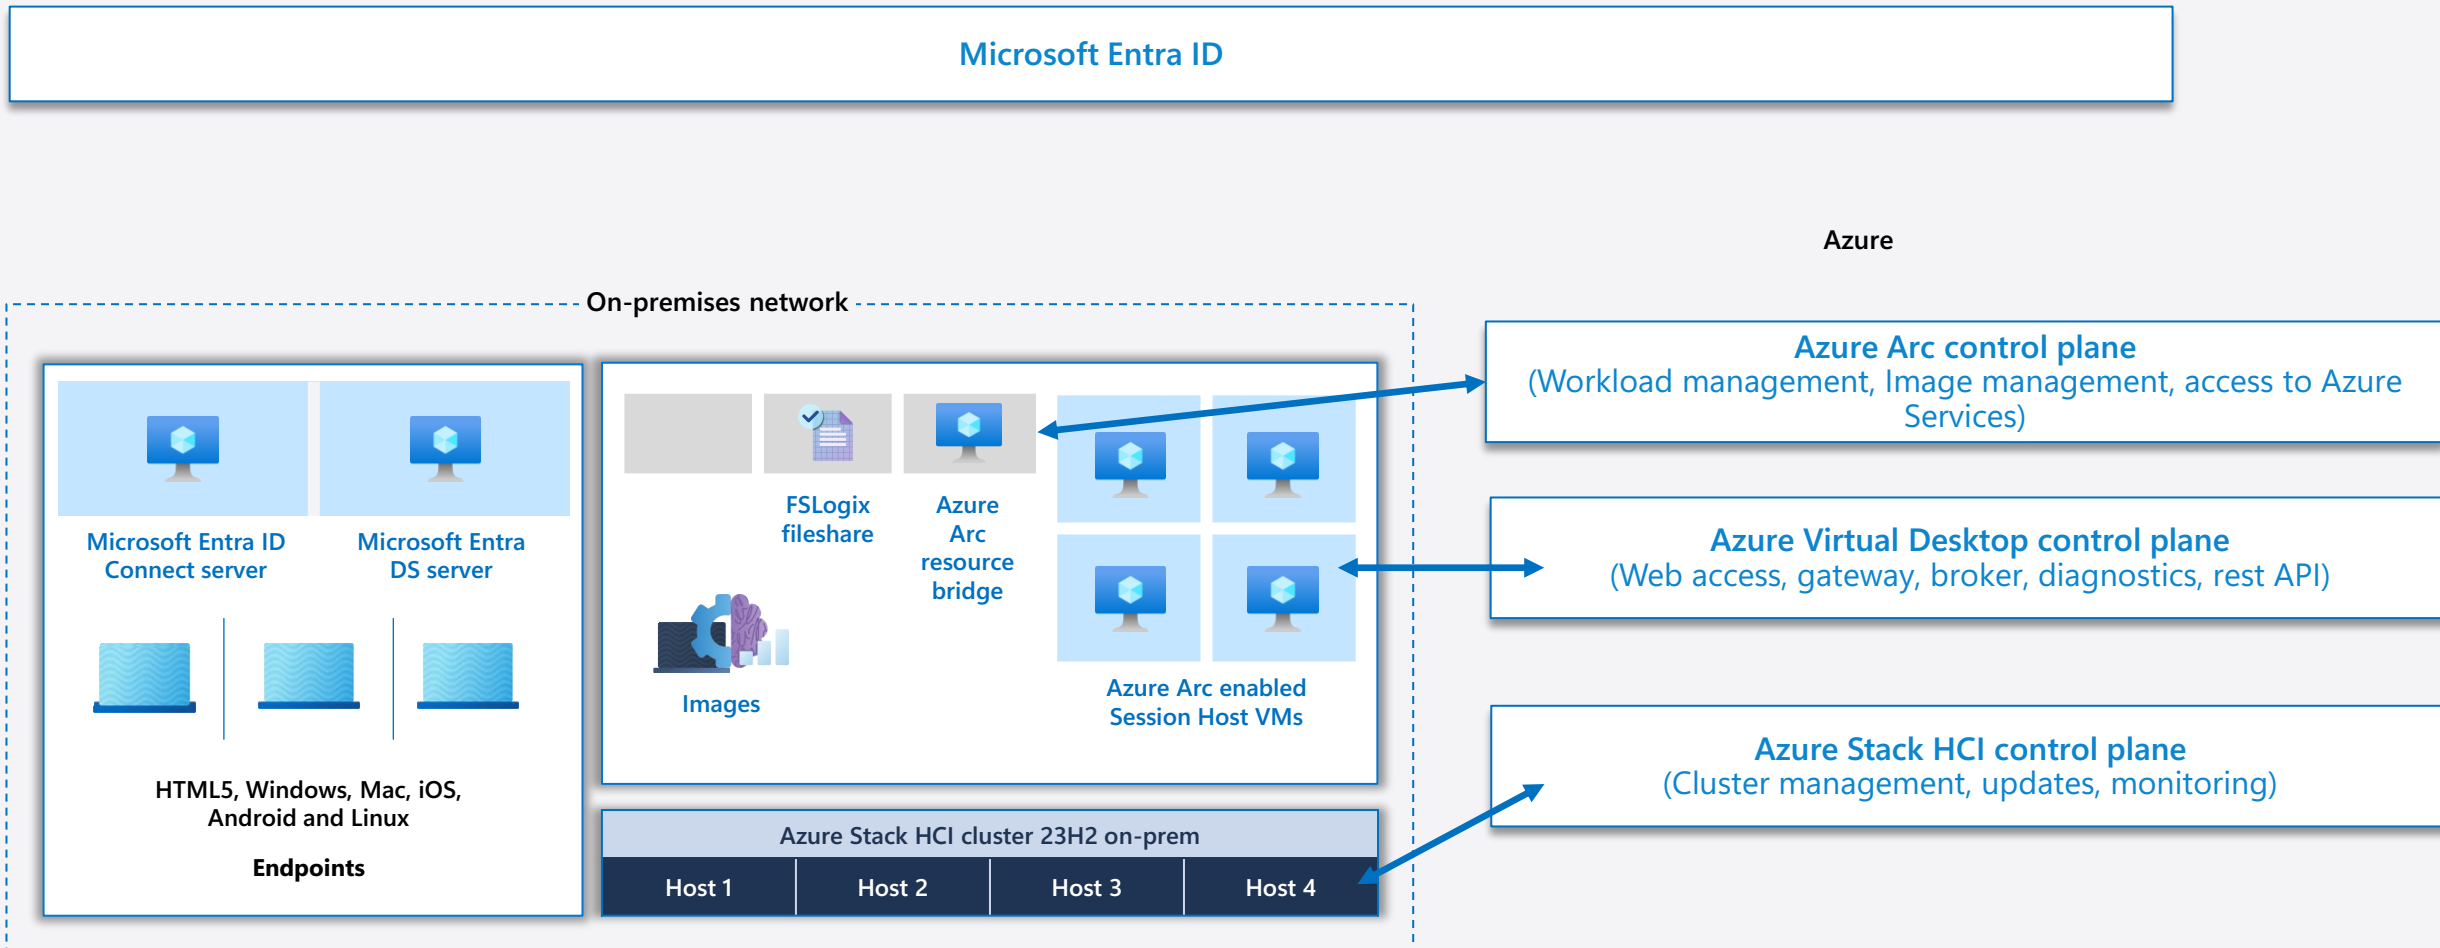 Microsoft Entra ID
Azure
On-premises network
Microsoft Entra ID
Connect server
Microsoft Entra
DS server
HTML5, Windows, Mac, iOS,
Android and Linux
Endpoints
FSLogix
fileshare
Azure
Arc
resource
bridge
Images
Azure Arc enabled
Session Host VMs
Azure Stack HCI cluster 23H2 on-prem
Host 1
Host 2
Host 3
Host 4
Azure Arc control plane
(Workload management, Image management, access to Azure
Services)
Azure Virtual Desktop control plane
(Web access, gateway, broker, diagnostics, rest API)
Azure Stack HCI control plane
(Cluster management, updates, monitoring)